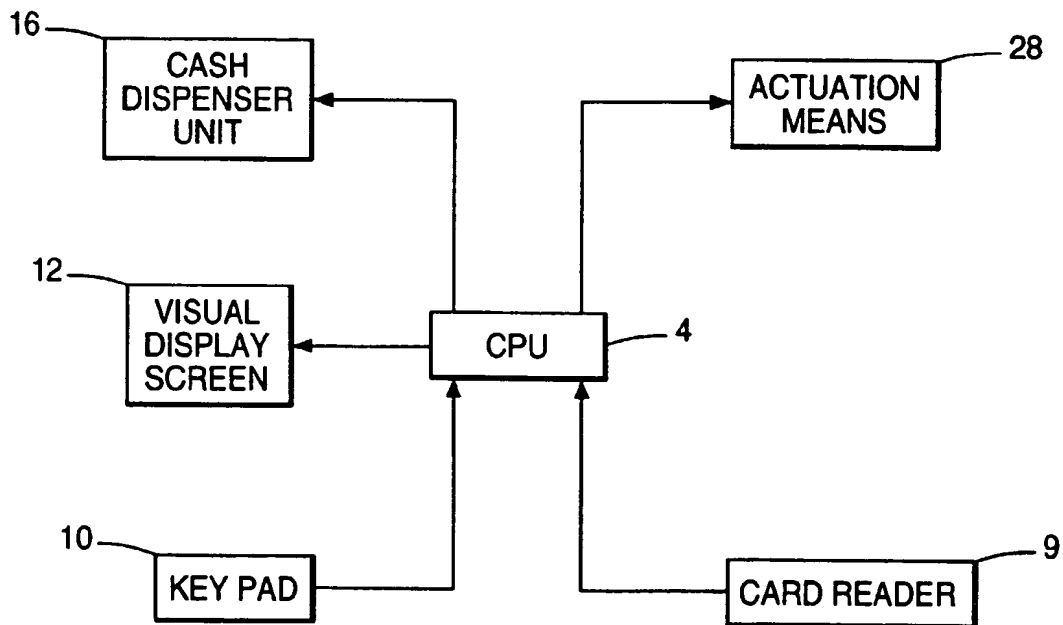 16
CASH
DISPENSER
UNIT
28
ACTUATION
MEANS
12
VISUAL
DISPLAY
SCREEN
CPU
4
10
KEY PAD
9
CARD READER